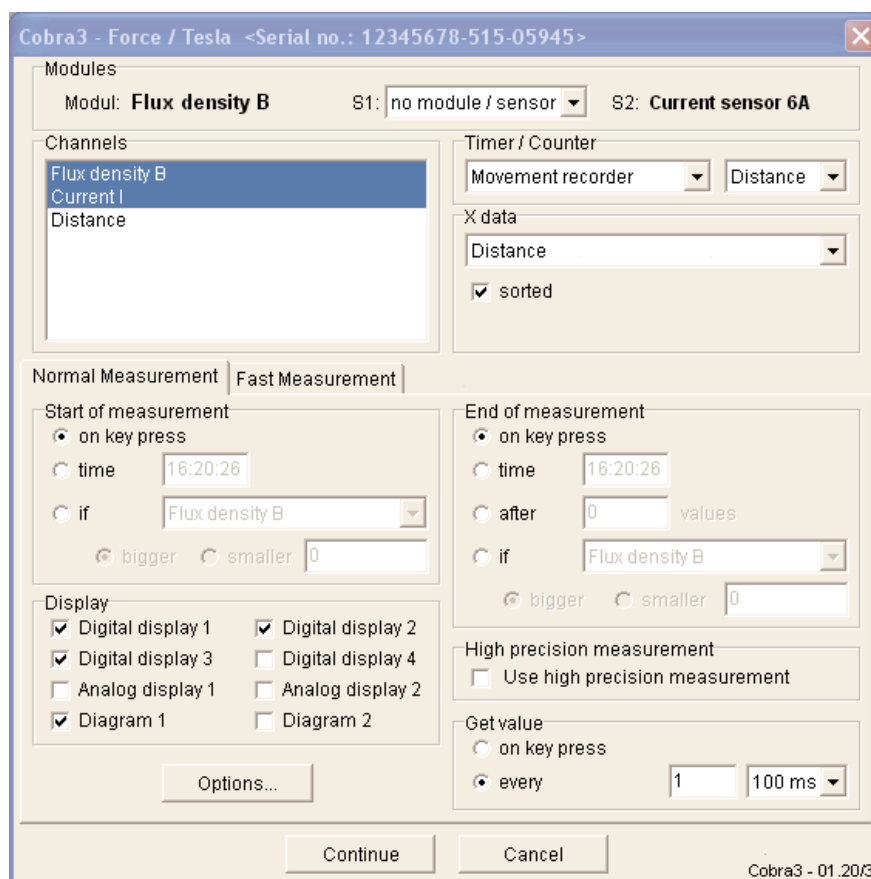 Cobra3 - Force / Tesla <Serial no.: 12345678-515-05945>
Modules
Modul: Flux density B S1: no module / sensor S2: Current sensor 6A
Channels
Flux density B
Current I
Distance
Timer / Counter
Movement recorder Distance
X data
Distance
sorted
Normal Measurement Fast Measurement
Start of measurement
on key press
time 16:20:26
if Flux density B
bigger smaller 0
End of measurement
on key press
time 16:20:26
after 0 values
if Flux density B
bigger smaller 0
Display
Digital display 1 Digital display 2
Digital display 3 Digital display 4
Analog display 1 Analog display 2
Diagram 1 Diagram 2
Options...
High precision measurement
Use high precision measurement
Get value
on key press
every 1 100 ms
Continue Cancel
Cobra3 - 01.20/3